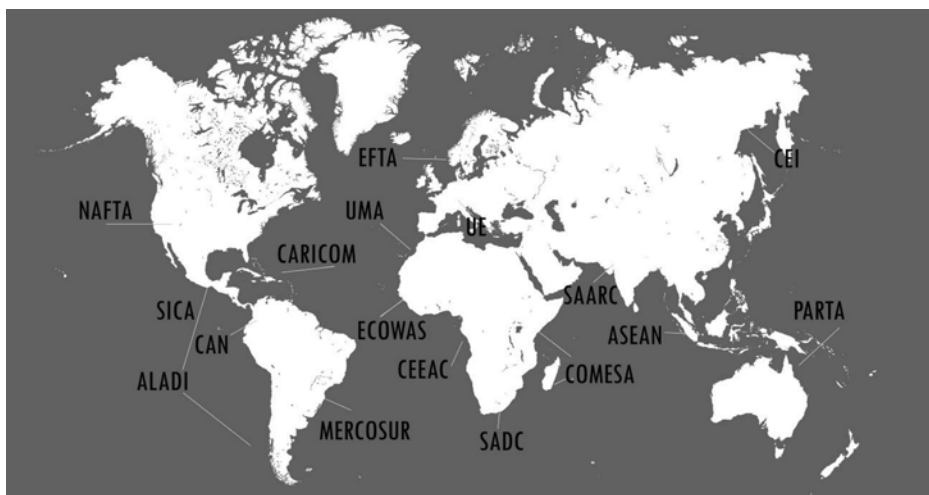 EFTA
CEI
NAFTA
UMA
UE
CARICOM
SAARC
SICA
PARTA
CAN
ECOWAS
ASEAN
CEEAC
COMESA
ALADI
MERCOSUR
SADC